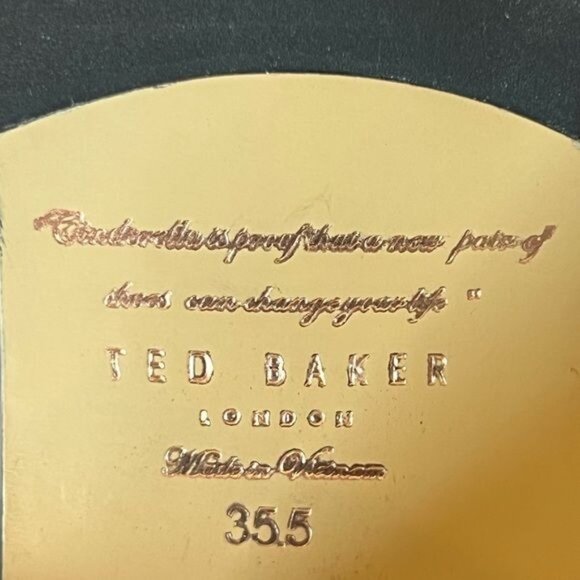 "Cinderella is proof that a new pair of
shoes can change your life "
TED BAKER
LONDON
Made in Vietnam
35.5